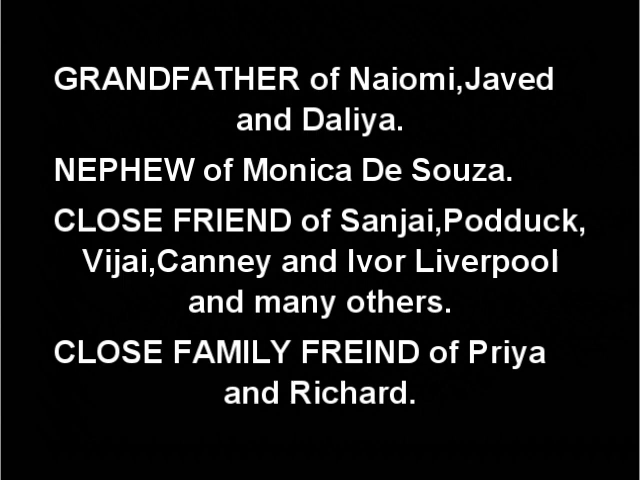 GRANDFATHER of Naiomi,Javed
and Daliya.
NEPHEW of Monica De Souza.
CLOSE FRIEND of Sanjai,Podduck,
Vijai,Canney and Ivor Liverpool
and many others.
CLOSE FAMILY FREIND of Priya
and Richard.